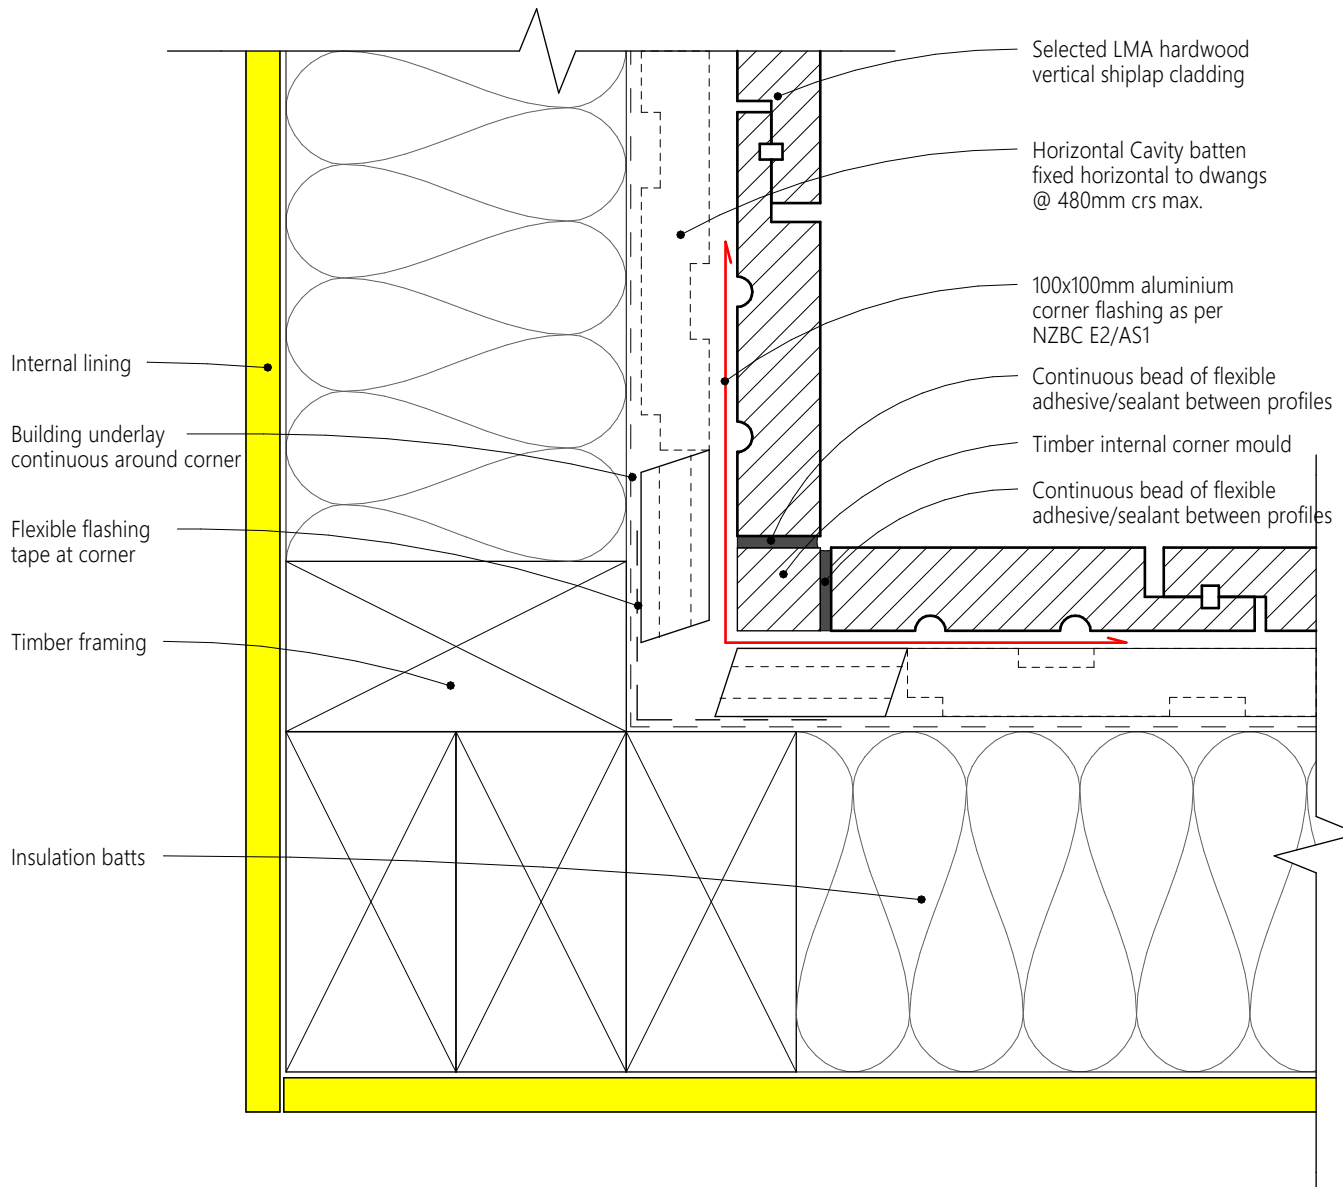 Selected LMA hardwood
vertical shiplap cladding
Horizontal Cavity batten
fixed horizontal to dwangs
@ 480mm crs max.
100x100mm aluminium
corner flashing as per
NZBC E2/AS1
Continuous bead of flexible
adhesive/sealant between profiles
Timber internal corner mould
Continuous bead of flexible
adhesive/sealant between profiles
Internal lining
Building underlay
continuous around corner
Flexible flashing
tape at corner
Timber framing
Insulation batts